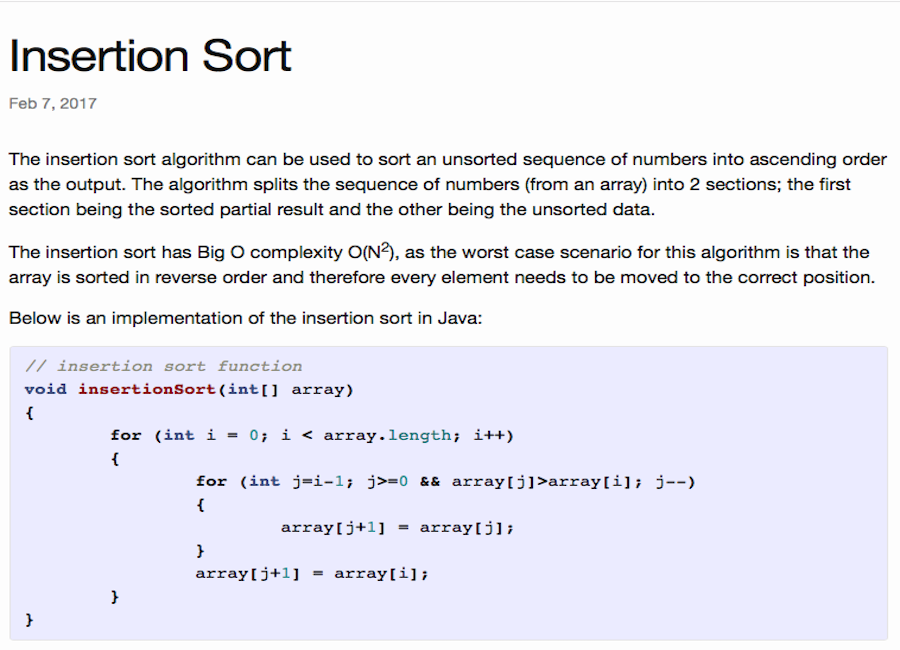 Insertion Sort
Feb 7, 2017
The insertion sort algorithm can be used to sort an unsorted sequence of numbers into ascending order
as the output. The algorithm splits the sequence of numbers (from an array) into 2 sections; the first
section being the sorted partial result and the other being the unsorted data.
The insertion sort has Big O complexity O(N²), as the worst case scenario for this algorithm is that the
array is sorted in reverse order and therefore every element needs to be moved to the correct position.
Below is an implementation of the insertion sort in Java:
// insertion sort function
void insertionSort(int[] array)
{
for (int i = 0; i < array.length; i++)
{
for (int j=i-1; j>=0 && array[j]>array[i]; j--)
{
array[j+1] = array[j];
}
array[j+1] = array[i];
}
}